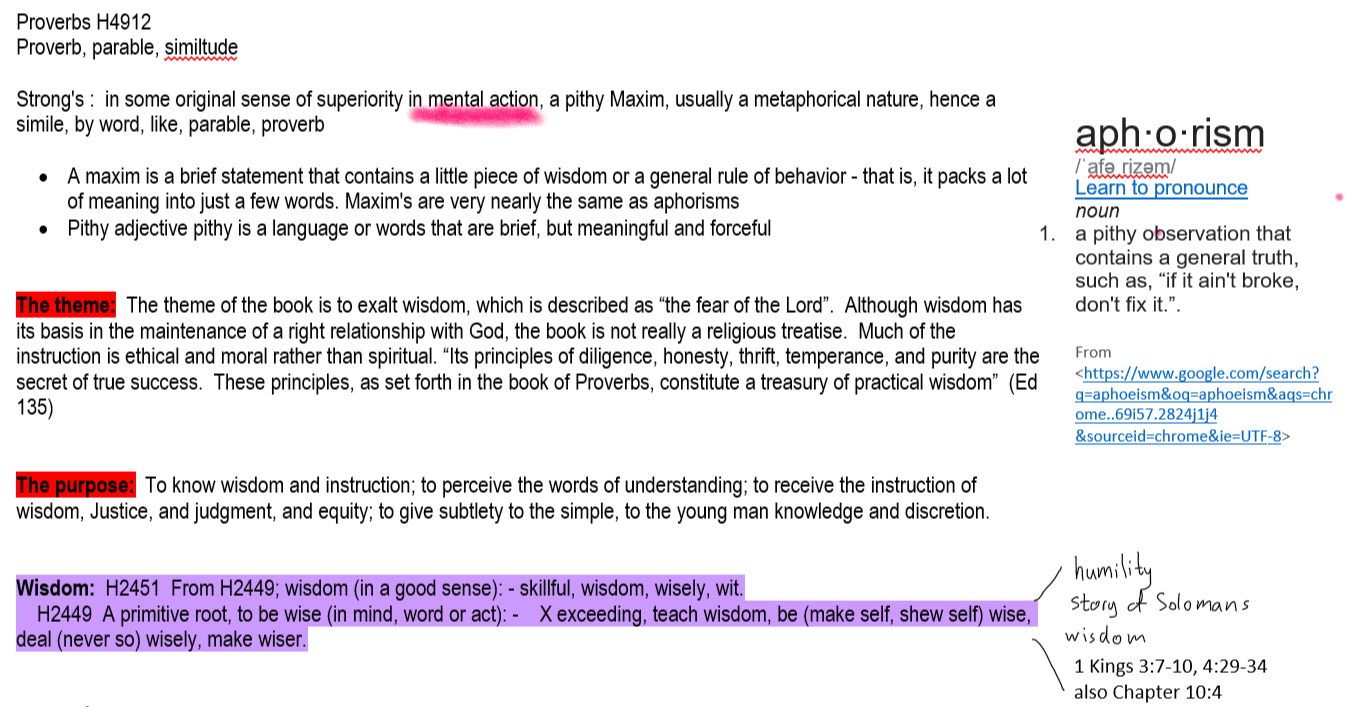 Proverbs H4912
Proverb, parable, similtude
Strong's :  in some original sense of superiority in mental action, a pithy Maxim, usually a metaphorical nature, hence a
simile, by word, like, parable, proverb
• A maxim is a brief statement that contains a little piece of wisdom or a general rule of behavior - that is, it packs a lot
of meaning into just a few words. Maxim's are very nearly the same as aphorisms
• Pithy adjective pithy is a language or words that are brief, but meaningful and forceful
The theme:  The theme of the book is to exalt wisdom, which is described as “the fear of the Lord”.  Although wisdom has
its basis in the maintenance of a right relationship with God, the book is not really a religious treatise.  Much of the
instruction is ethical and moral rather than spiritual. “Its principles of diligence, honesty, thrift, temperance, and purity are the
secret of true success.  These principles, as set forth in the book of Proverbs, constitute a treasury of practical wisdom”  (Ed
135)
The purpose:  To know wisdom and instruction; to perceive the words of understanding; to receive the instruction of
wisdom, Justice, and judgment, and equity; to give subtlety to the simple, to the young man knowledge and discretion.
Wisdom:  H2451  From H2449; wisdom (in a good sense): - skillful, wisdom, wisely, wit.
H2449  A primitive root, to be wise (in mind, word or act): -    X exceeding, teach wisdom, be (make self, shew self) wise,
deal (never so) wisely, make wiser.
aph·o·rism
/ˈafəˌrizəm/
Learn to pronounce
noun
1. a pithy observation that
contains a general truth,
such as, “if it ain't broke,
don't fix it.”.
From
<https://www.google.com/search?
q=aphoeism&oq=aphoeism&aqs=chr
ome..69i57.2824j1j4
&sourceid=chrome&ie=UTF-8>
humility
story of Solomans
wisdom
1 Kings 3:7-10, 4:29-34
also Chapter 10:4